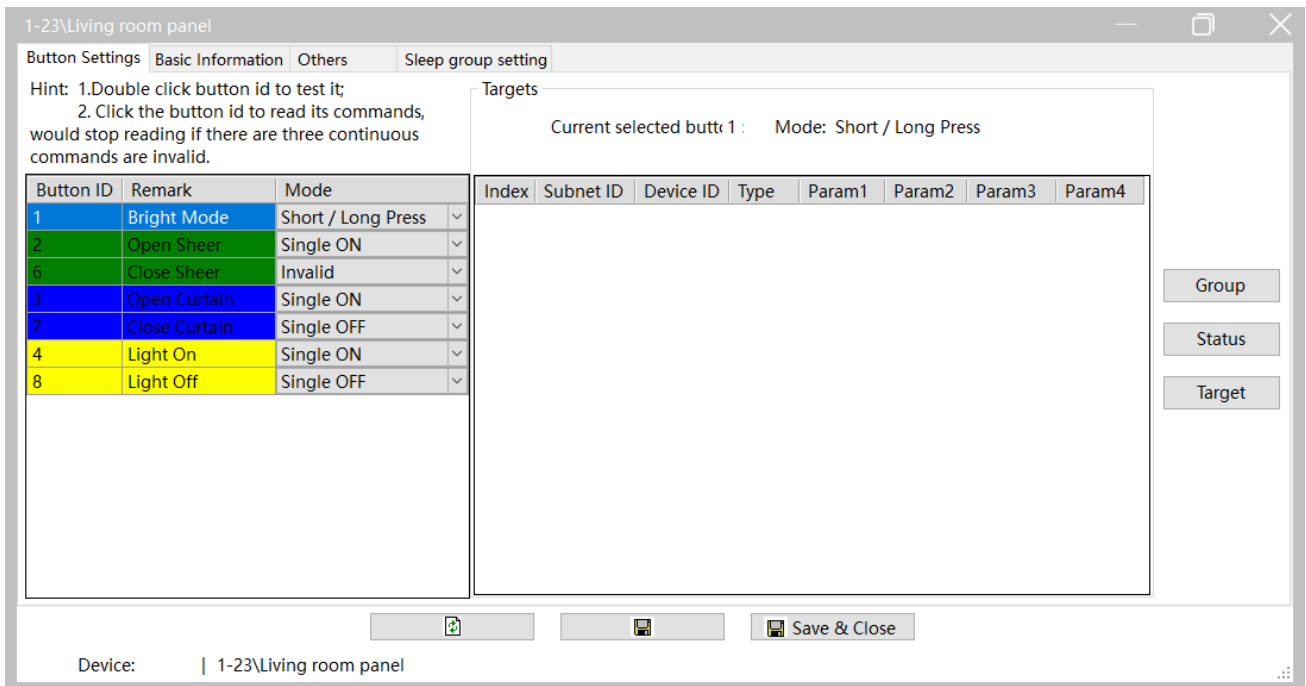 1-23\Living room panel
Button Settings Basic Information Others Sleep group setting
Hint: 1.Double click button id to test it;
2. Click the button id to read its commands,
would stop reading if there are three continuous
commands are invalid.
Targets
Current selected butt 1 : Mode: Short / Long Press
Button ID Remark Mode
1 Bright Mode Short / Long Press
2 Open Sheer Single ON
6 Close Sheer Invalid
3 Open Curtain Single ON
7 Close Curtain Single OFF
4 Light On Single ON
8 Light Off Single OFF
Index Subnet ID Device ID Type Param1 Param2 Param3 Param4
Group
Status
Target
Save & Close
Device: | 1-23\Living room panel